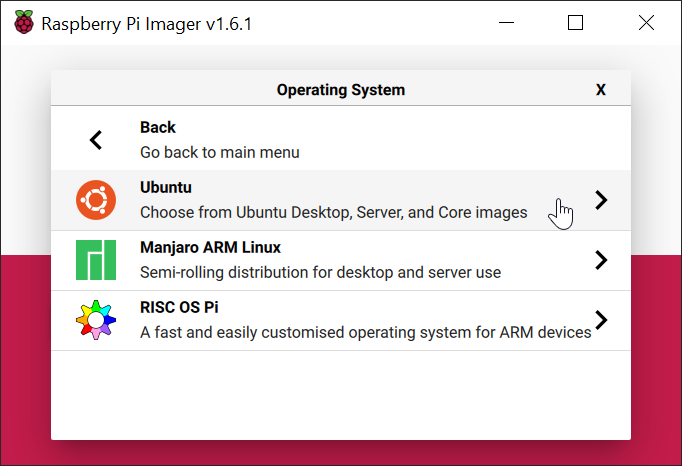 Raspberry Pi Imager v1.6.1
Operating System X
Back
Go back to main menu
Ubuntu
Choose from Ubuntu Desktop, Server, and Core images
Manjaro ARM Linux
Semi-rolling distribution for desktop and server use
RISC OS Pi
A fast and easily customised operating system for ARM devices